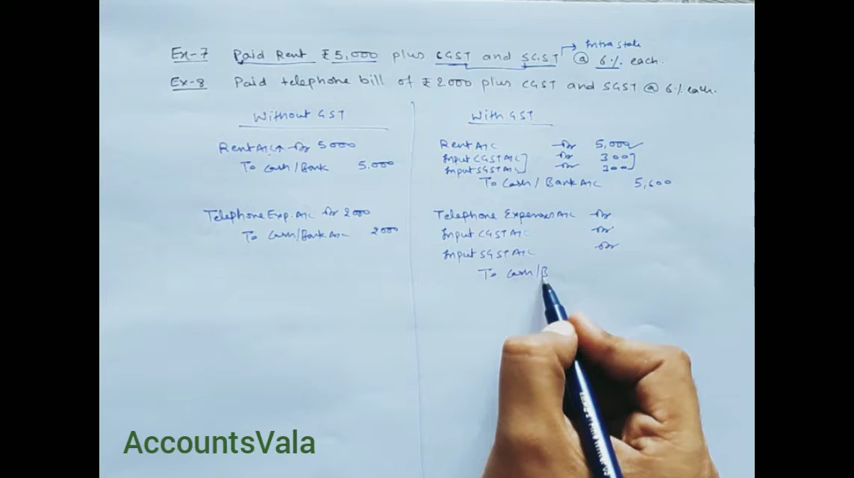 Ex-7 Paid Rent ₹5,000 plus CGST and SGST → Intra state @ 6% each.
Ex-8 Paid telephone bill of ₹2000 plus CGST and SGST @ 6% each.
Without GST
Rent A/c Dr 5000
To Cash/Bank 5,000
Telephone Exp. A/c Dr 2000
To Cash/Bank A/c 2000
With GST
Rent A/c Dr 5,000
Input CGST A/c Dr 300
Input SGST A/c Dr 300
To Cash/Bank A/c 5,600
Telephone Expenses A/c Dr
Input CGST A/c Dr
Input SGST A/c Dr
To Cash/B
AccountsVala